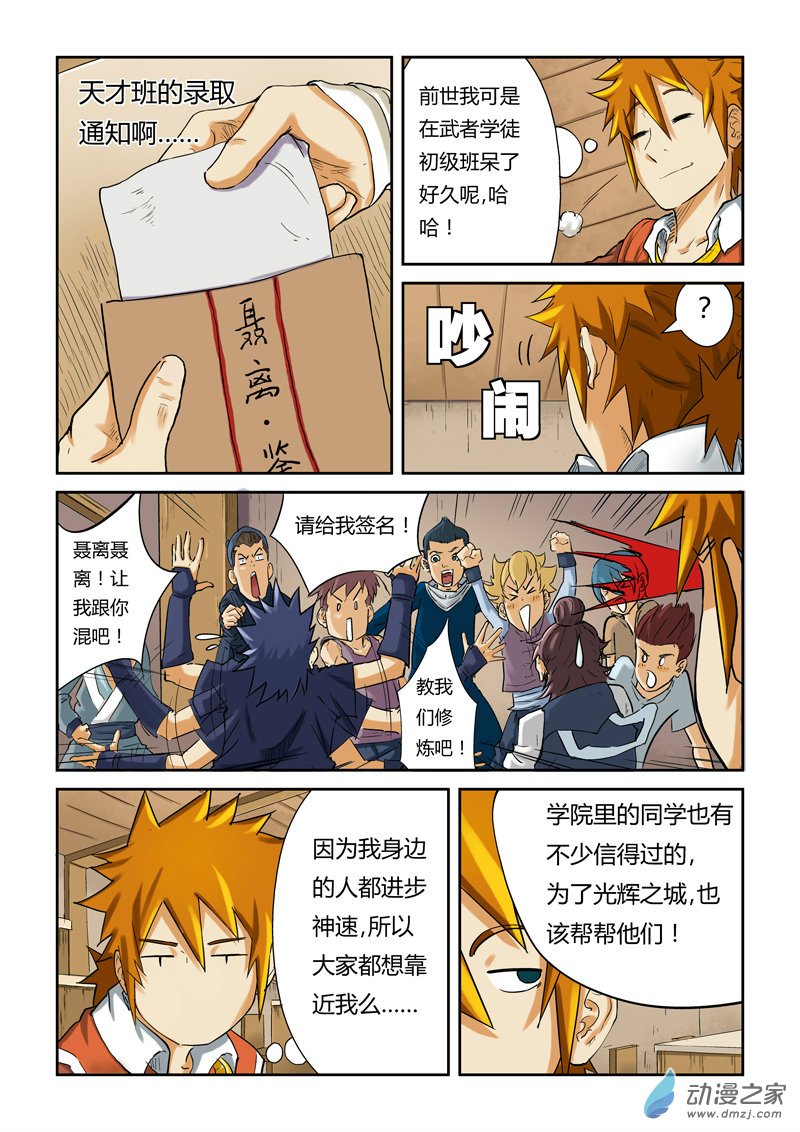 天才班的录取
通知啊……
聂离·鉴
前世我可是
在武者学徒
初级班呆了
好久呢,哈
哈！
吵
闹
？
聂离聂
离！让
我跟你
混吧！
请给我签名！
教我
们修
炼吧！
因为我身边
的人都进步
神速,所以
大家都想靠
近我么……
学院里的同学也有
不少信得过的,
为了光辉之城,也
该帮帮他们！
动漫之家
www.dmzj.com